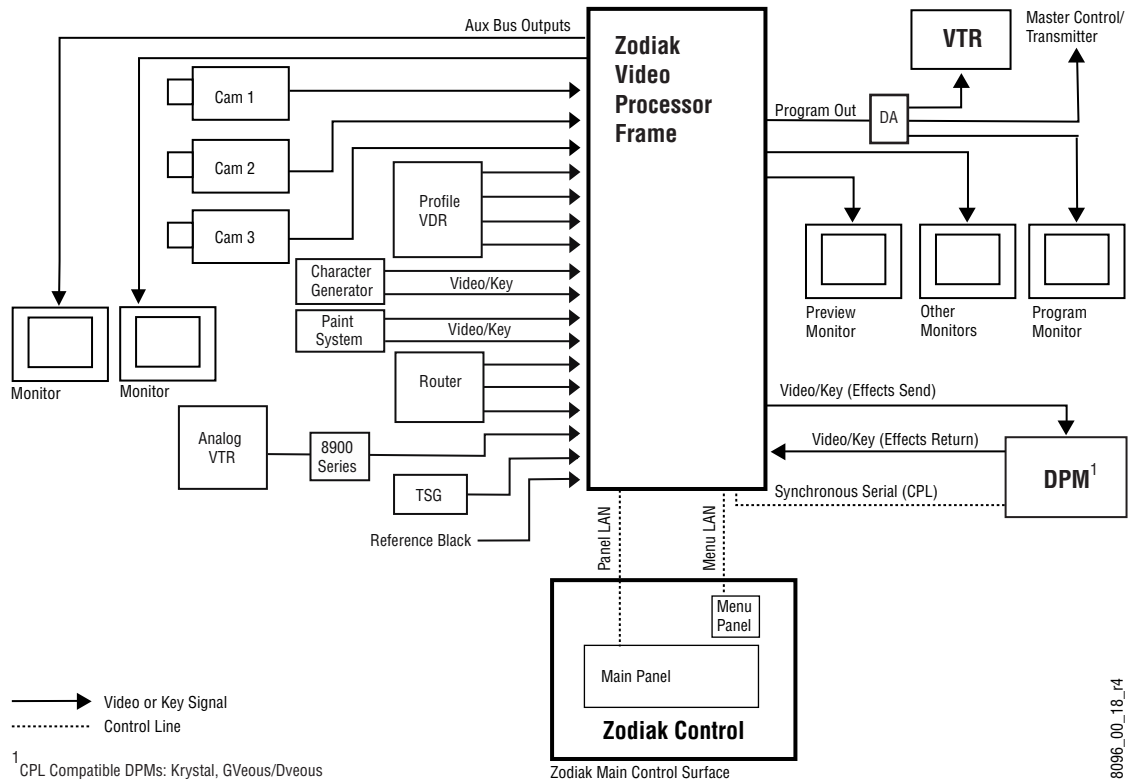 Aux Bus Outputs
Zodiak
Video
Processor
Frame
VTR
Master Control/
Transmitter
Cam 1
Program Out
DA
Cam 2
Profile
VDR
Cam 3
Character
Generator
Video/Key
Paint
System
Video/Key
Preview
Monitor
Other
Monitors
Program
Monitor
Router
Monitor
Monitor
Video/Key (Effects Send)
Analog
VTR
8900
Series
Video/Key (Effects Return)
DPM1
TSG
Synchronous Serial (CPL)
Reference Black
Panel LAN
Menu LAN
Menu
Panel
Main Panel
Zodiak Control
Zodiak Main Control Surface
Video or Key Signal
Control Line
1CPL Compatible DPMs: Krystal, GVeous/Dveous
8096_00_18_r4